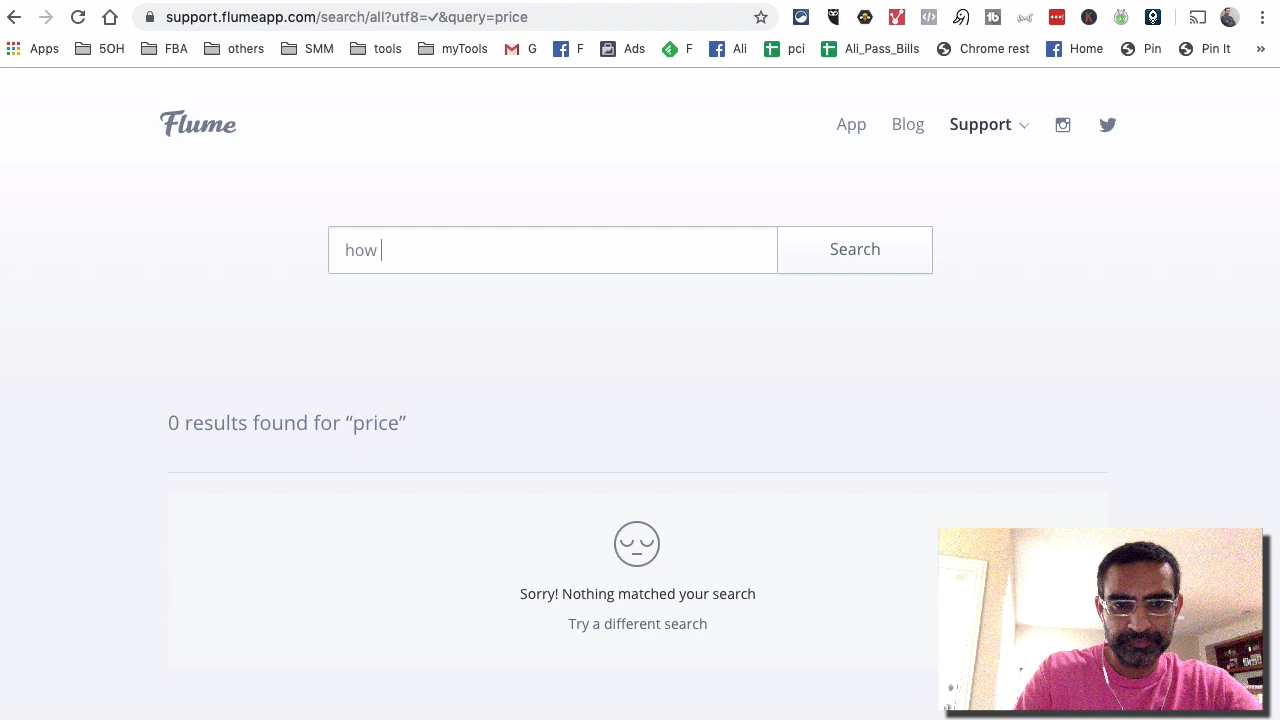 support.flumeapp.com/search/all?utf8=✓&query=price
Apps 5OH FBA others SMM tools myTools G F Ads F Ali pci Ali_Pass_Bills Chrome rest Home Pin Pin It »
Flume
App Blog Support
how
Search
0 results found for “price”
Sorry! Nothing matched your search
Try a different search